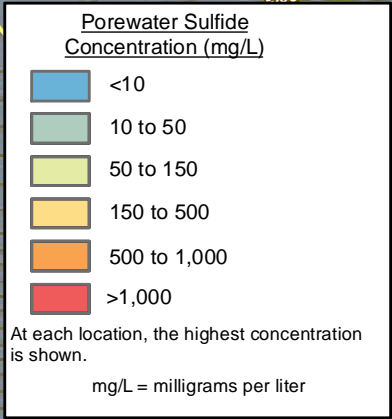 Porewater Sulfide
Concentration (mg/L)
<10
10 to 50
50 to 150
150 to 500
500 to 1,000
>1,000
At each location, the highest concentration
is shown.
mg/L = milligrams per liter